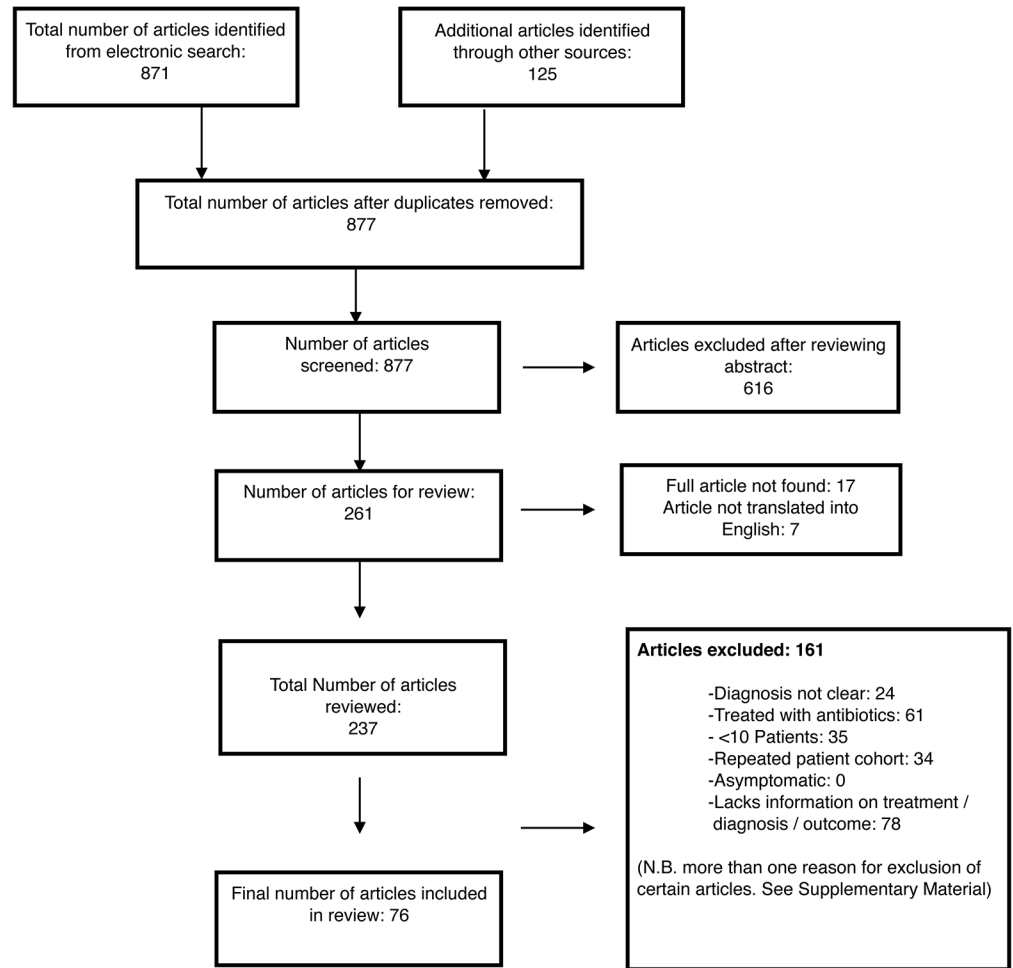 Total number of articles identified
from electronic search:
871
Additional articles identified
through other sources:
125
Total number of articles after duplicates removed:
877
Number of articles
screened: 877
Articles excluded after reviewing
abstract:
616
Number of articles for review:
261
Full article not found: 17
Article not translated into
English: 7
Total Number of articles
reviewed:
237
Articles excluded: 161
-Diagnosis not clear: 24
-Treated with antibiotics: 61
- <10 Patients: 35
-Repeated patient cohort: 34
-Asymptomatic: 0
-Lacks information on treatment /
diagnosis / outcome: 78
(N.B. more than one reason for exclusion of
certain articles. See Supplementary Material)
Final number of articles included
in review: 76